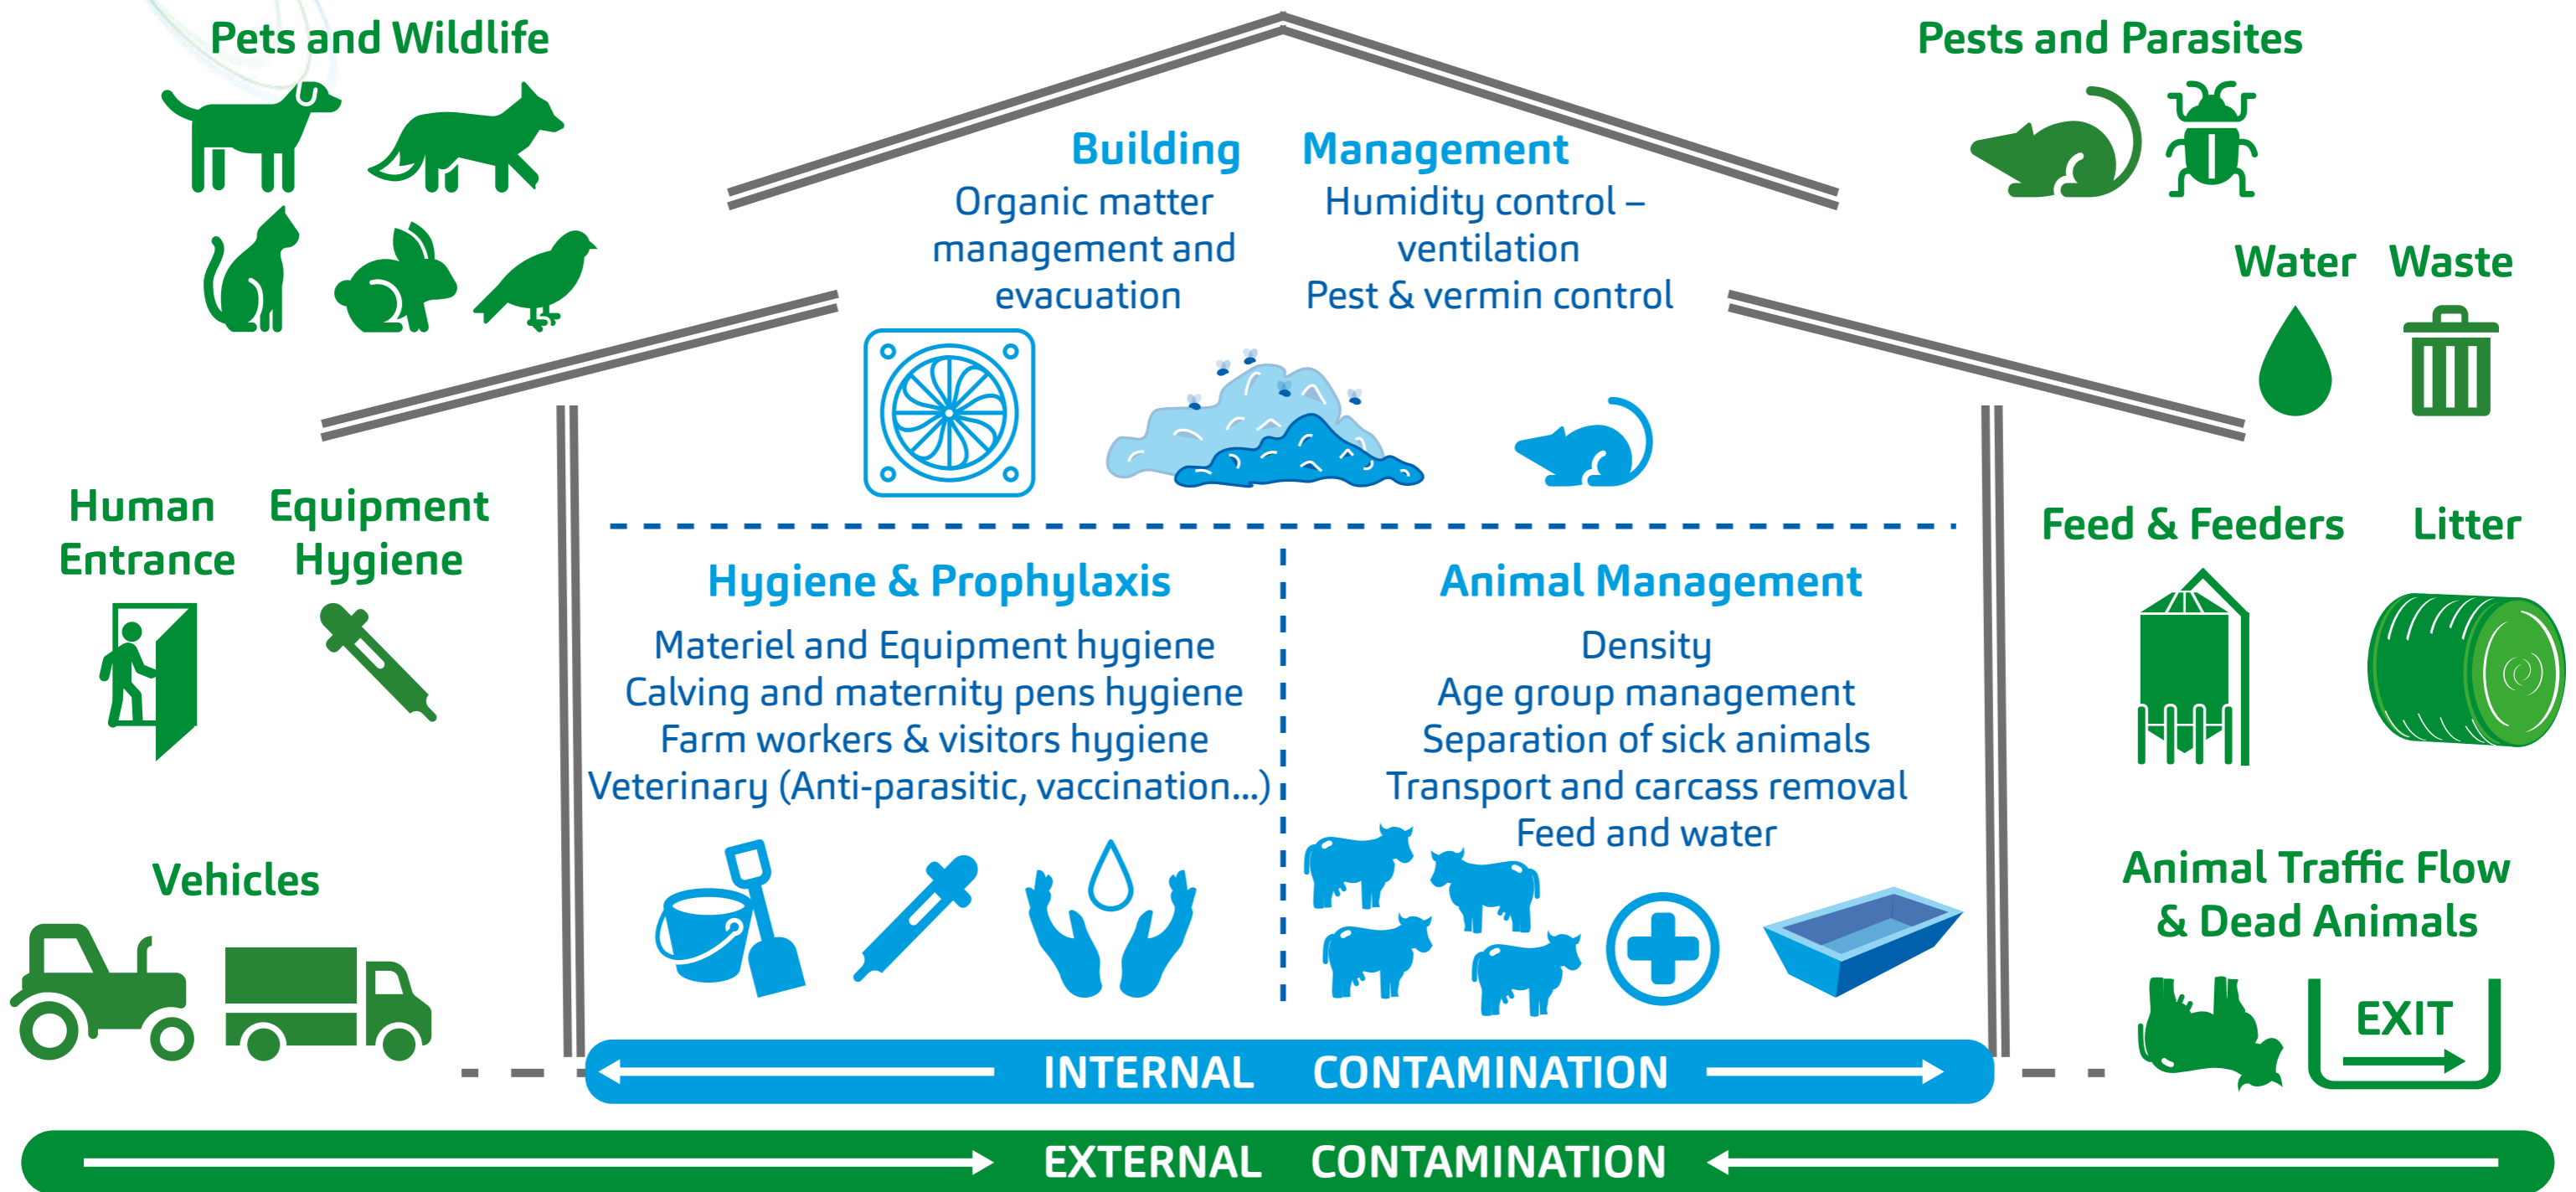 Pets and Wildlife
Pests and Parasites
Building Management
Organic matter
management and
evacuation
Humidity control –
ventilation
Pest & vermin control
Water
Waste
Human
Entrance
Equipment
Hygiene
Feed & Feeders
Litter
Hygiene & Prophylaxis
Materiel and Equipment hygiene
Calving and maternity pens hygiene
Farm workers & visitors hygiene
Veterinary (Anti-parasitic, vaccination...)
Animal Management
Density
Age group management
Separation of sick animals
Transport and carcass removal
Feed and water
Vehicles
Animal Traffic Flow
& Dead Animals
EXIT
INTERNAL CONTAMINATION
EXTERNAL CONTAMINATION